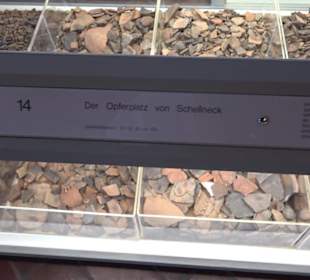 14
Der Opferplatz von Schellneck